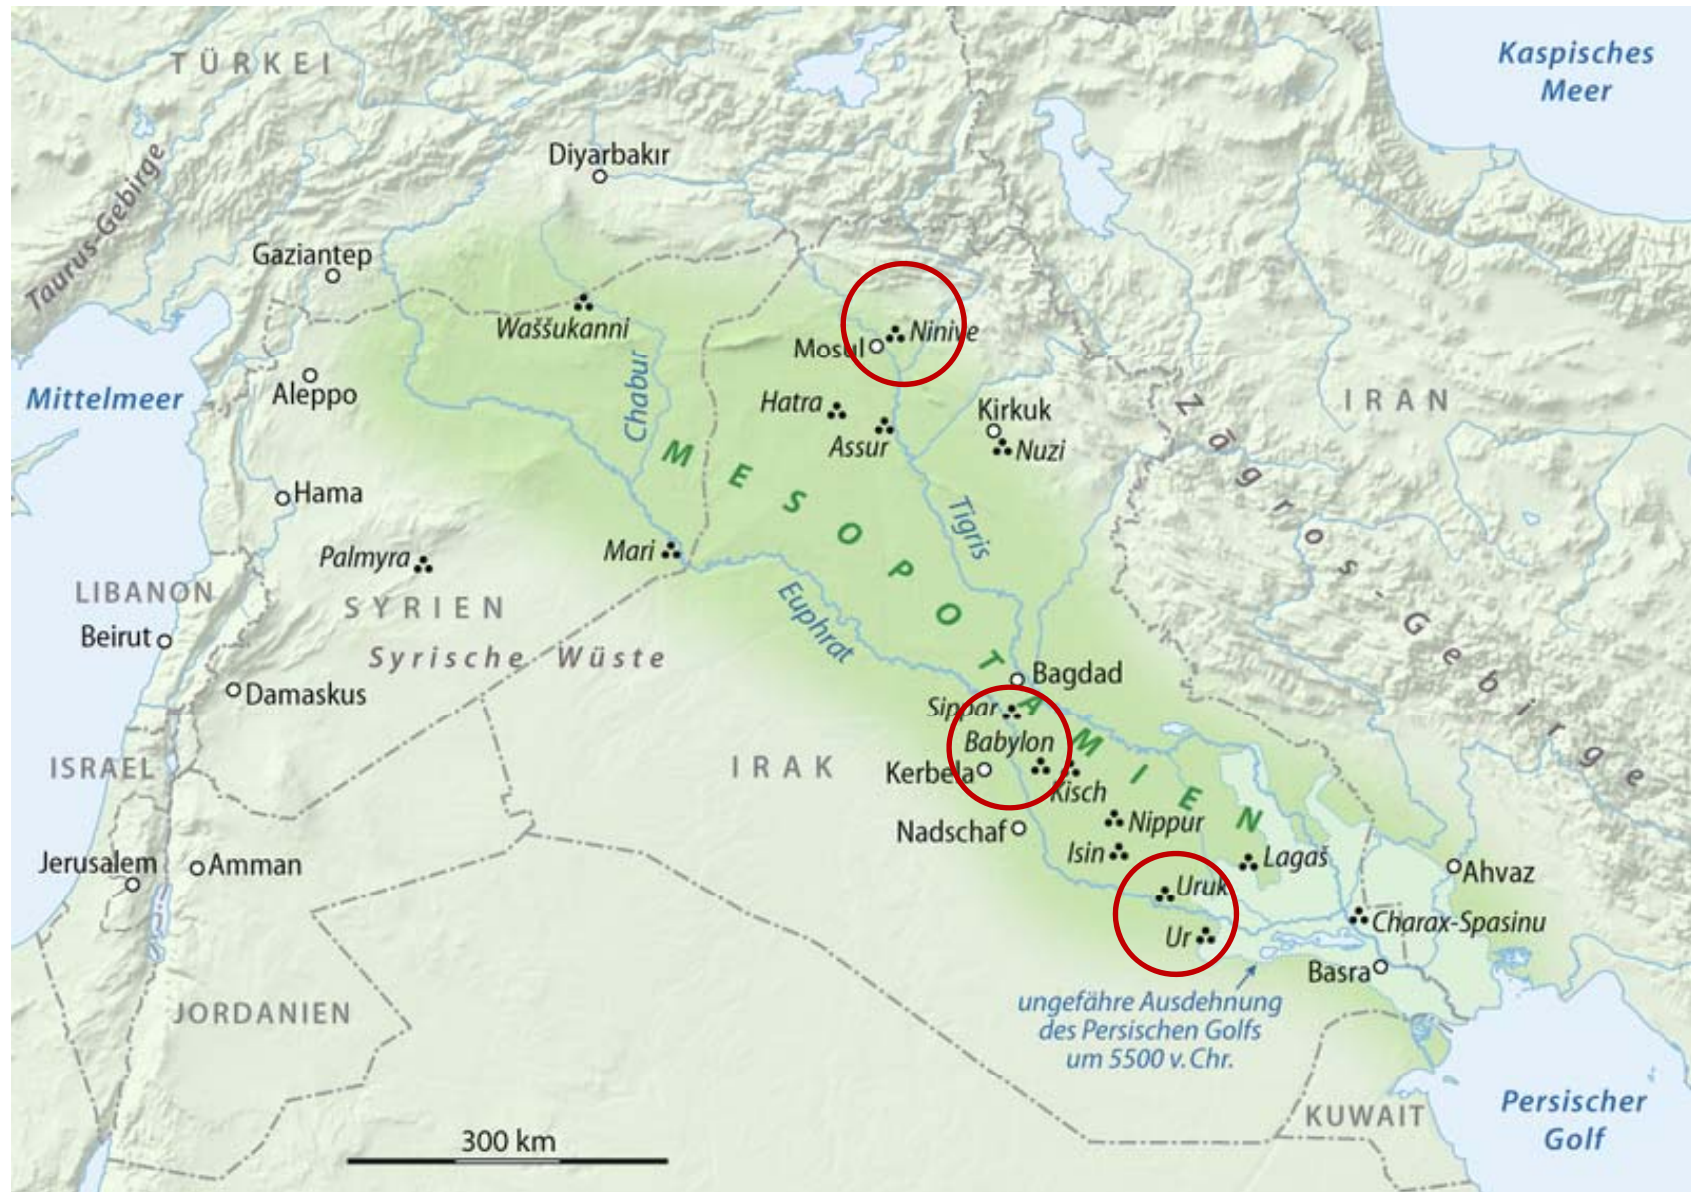 Kaspisches
Meer
TÜRKEI
Diyarbakır
Taurus-Gebirge
Gaziantep
Waššukanni
Ninive
Mosul
Mittelmeer
Aleppo
Chabur
Hatra
Assur
Kirkuk
Nuzi
IRAN
Zāgros-Gebirge
MESOPOTAMIEN
Hama
Tigris
Palmyra
Mari
LIBANON
SYRIEN
Beirut
Euphrat
Syrische Wüste
Bagdad
Damaskus
Sippar
Babylon
ISRAEL
IRAK
Kerbela
Kisch
Nadschaf
Nippur
Isin
Lagaš
Jerusalem
Amman
Ahvaz
Uruk
Charax-Spasinu
Ur
Basra
ungefähre Ausdehnung
des Persischen Golfs
um 5500 v. Chr.
JORDANIEN
KUWAIT
Persischer
Golf
300 km